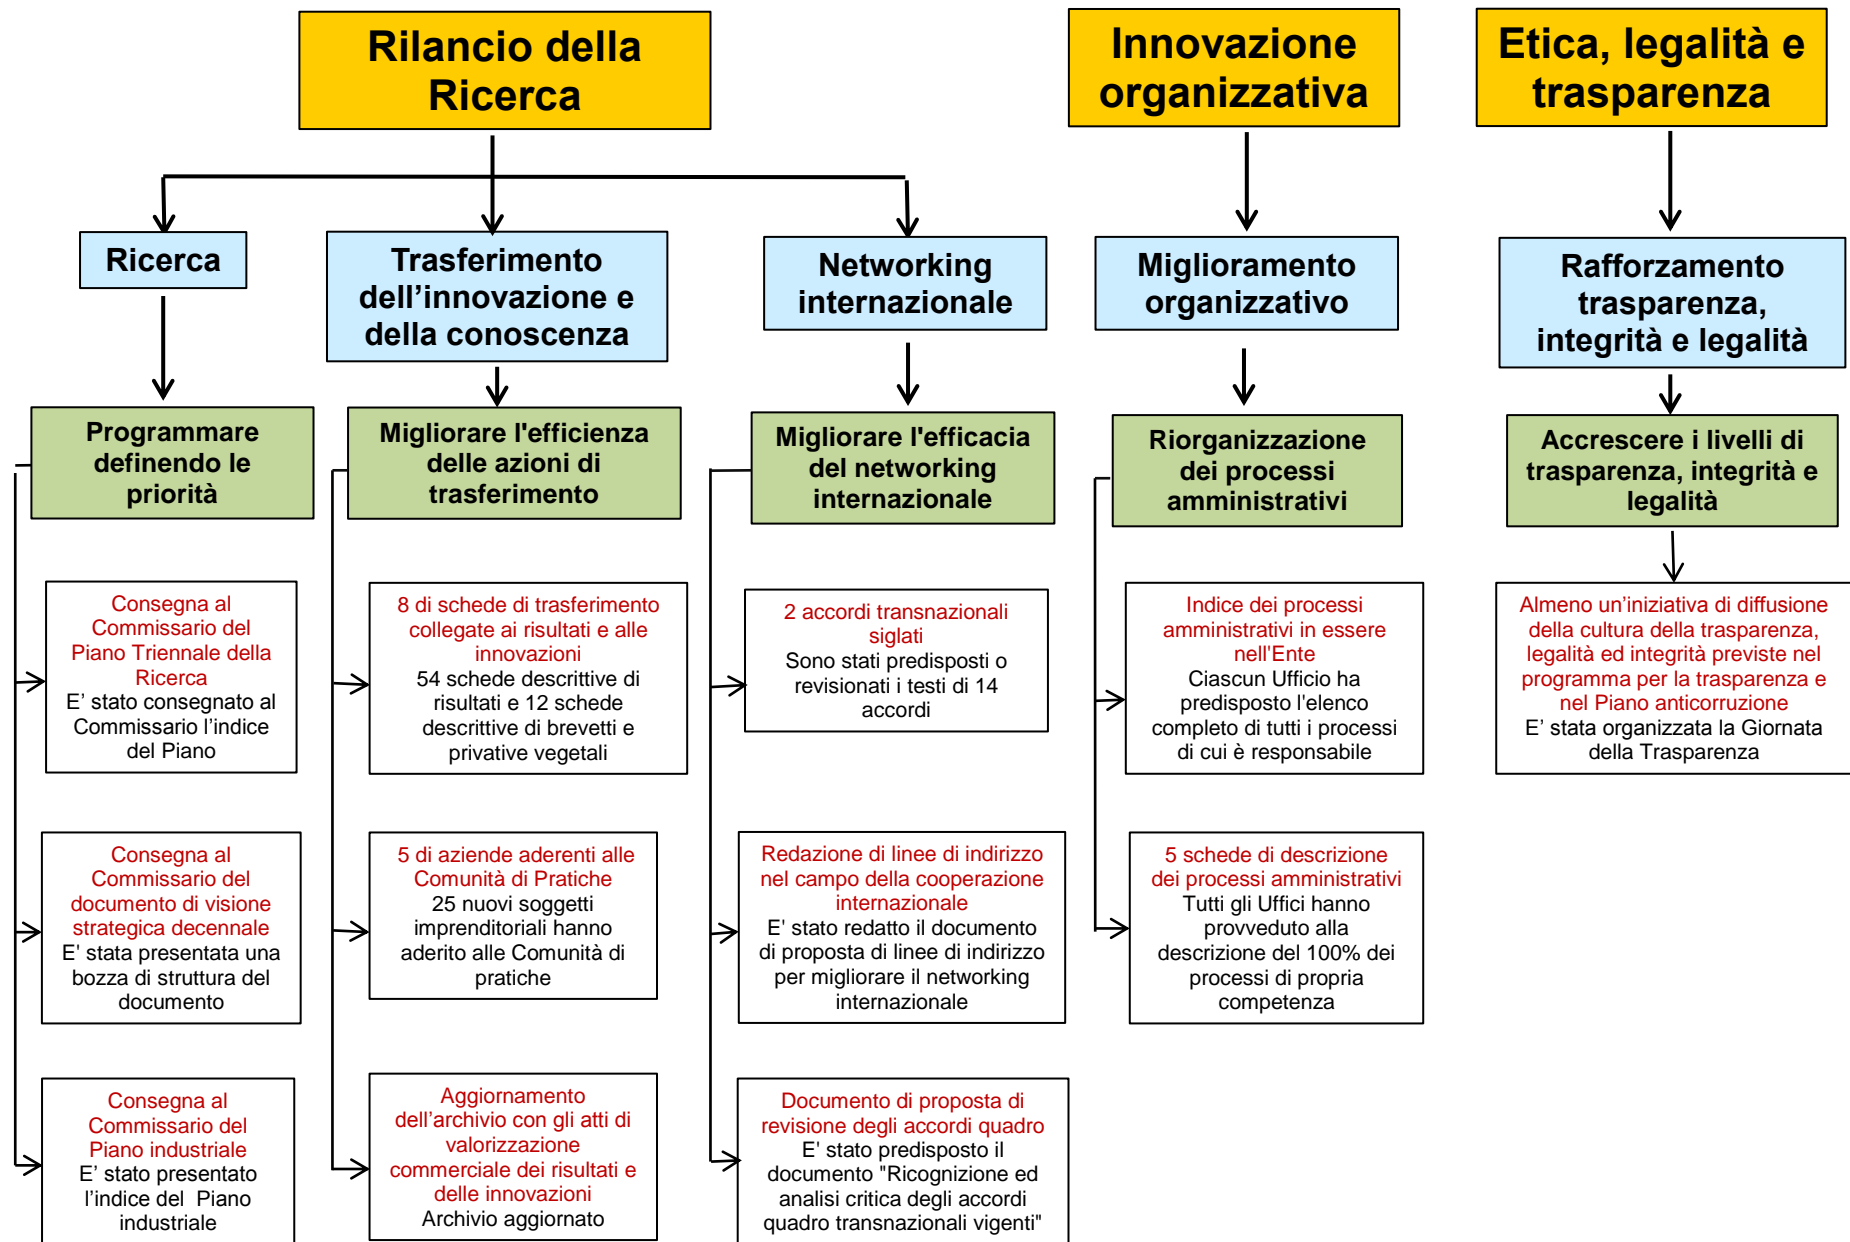 Rilancio della
Ricerca
Innovazione
organizzativa
Etica, legalità e
trasparenza
Ricerca
Trasferimento
dell’innovazione e
della conoscenza
Networking
internazionale
Miglioramento
organizzativo
Rafforzamento
trasparenza,
integrità e legalità
Programmare
definendo le
priorità
Migliorare l'efficienza
delle azioni di
trasferimento
Migliorare l'efficacia
del networking
internazionale
Riorganizzazione
dei processi
amministrativi
Accrescere i livelli di
trasparenza, integrità e
legalità
Consegna al
Commissario del
Piano Triennale della
Ricerca
E’ stato consegnato al
Commissario l’indice
del Piano
8 di schede di trasferimento
collegate ai risultati e alle
innovazioni
54 schede descrittive di
risultati e 12 schede
descrittive di brevetti e
privative vegetali
2 accordi transnazionali
siglati
Sono stati predisposti o
revisionati i testi di 14
accordi
Indice dei processi
amministrativi in essere
nell'Ente
Ciascun Ufficio ha
predisposto l'elenco
completo di tutti i processi
di cui è responsabile
Almeno un’iniziativa di diffusione
della cultura della trasparenza,
legalità ed integrità previste nel
programma per la trasparenza e
nel Piano anticorruzione
E’ stata organizzata la Giornata
della Trasparenza
Consegna al
Commissario del
documento di visione
strategica decennale
E’ stata presentata una
bozza di struttura del
documento
5 di aziende aderenti alle
Comunità di Pratiche
25 nuovi soggetti
imprenditoriali hanno
aderito alle Comunità di
pratiche
Redazione di linee di indirizzo
nel campo della cooperazione
internazionale
E' stato redatto il documento
di proposta di linee di indirizzo
per migliorare il networking
internazionale
5 schede di descrizione
dei processi amministrativi
Tutti gli Uffici hanno
provveduto alla
descrizione del 100% dei
processi di propria
competenza
Consegna al
Commissario del
Piano industriale
E’ stato presentato
l’indice del Piano
industriale
Aggiornamento
dell’archivio con gli atti di
valorizzazione
commerciale dei risultati e
delle innovazioni
Archivio aggiornato
Documento di proposta di
revisione degli accordi quadro
E' stato predisposto il
documento "Ricognizione ed
analisi critica degli accordi
quadro transnazionali vigenti"